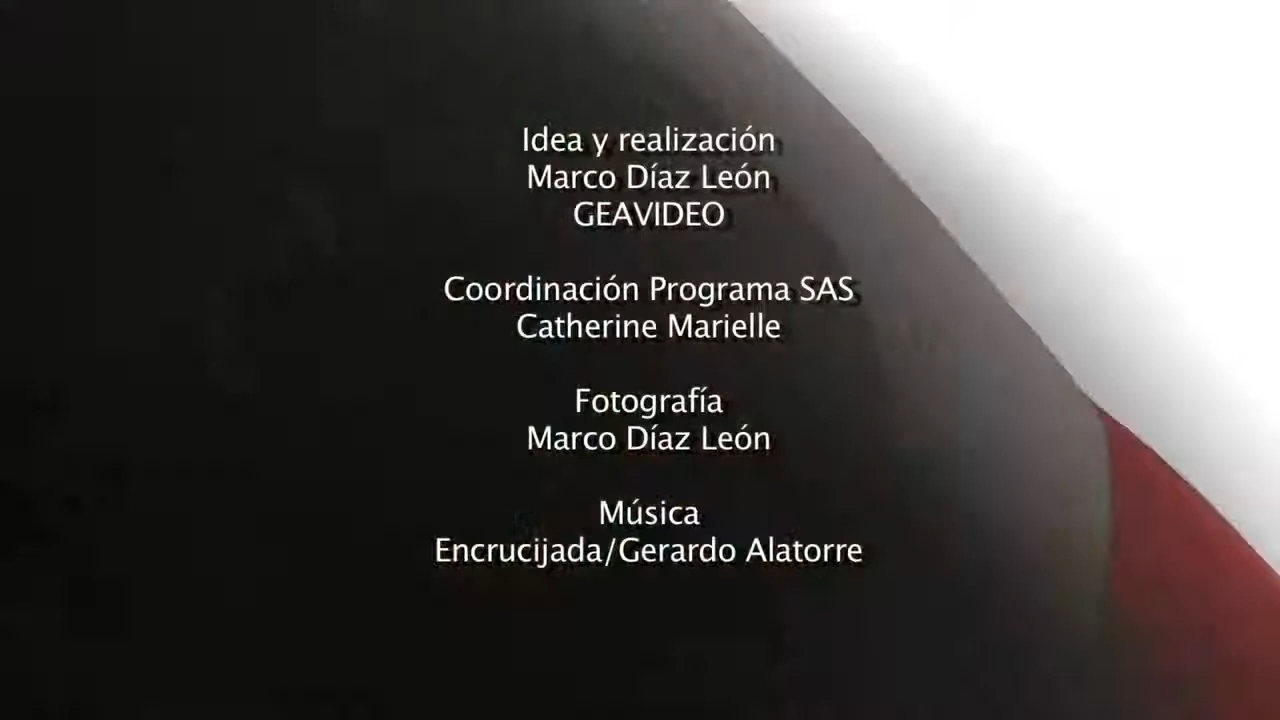 Idea y realización
Marco Díaz León
GEAVIDEO
Coordinación Programa SAS
Catherine Marielle
Fotografía
Marco Díaz León
Música
Encrucijada/Gerardo Alatorre